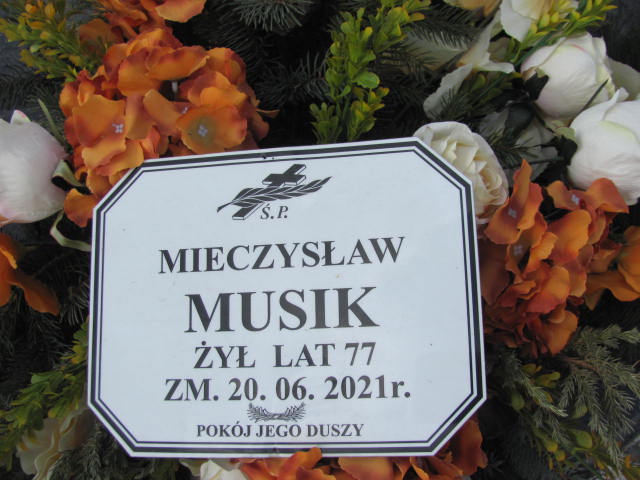 Ś.P.
MIECZYSŁAW
MUSIK
ŻYŁ LAT 77
ZM. 20. 06. 2021r.
POKÓJ JEGO DUSZY